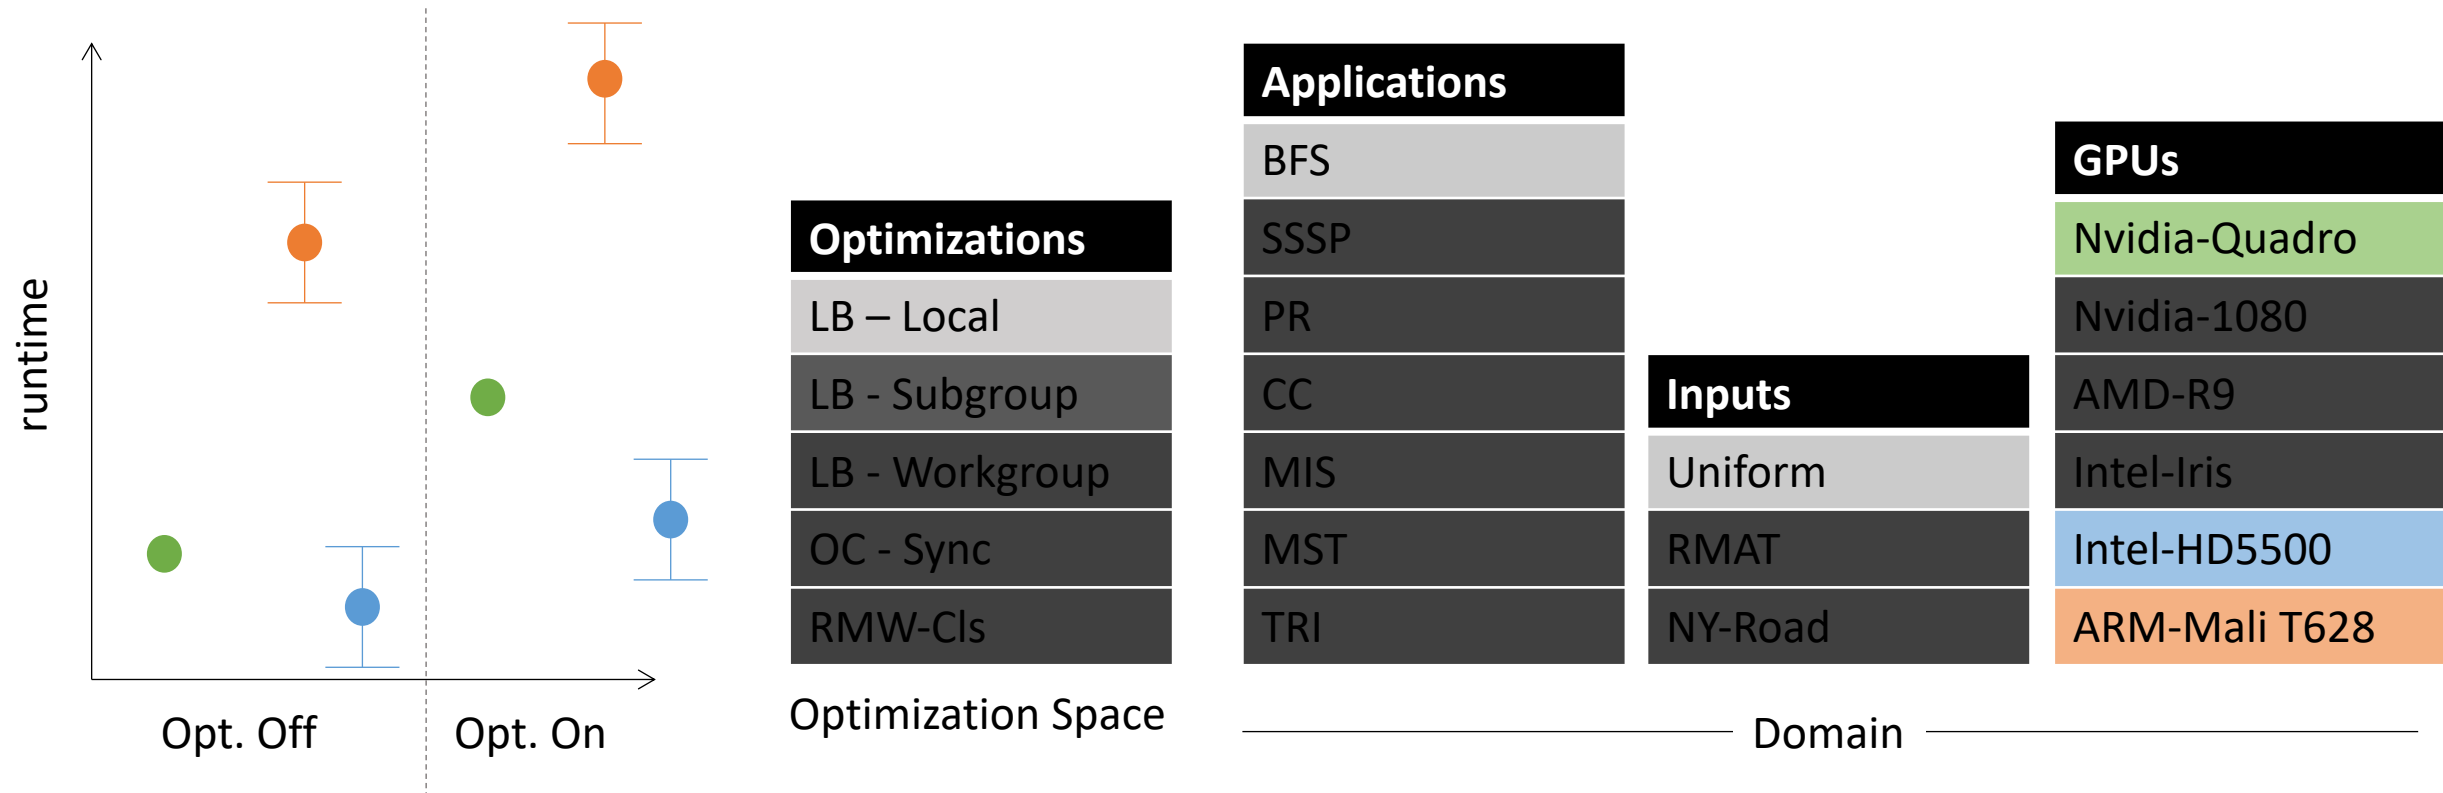 runtime
Opt. Off
Opt. On
Optimizations
LB – Local
LB - Subgroup
LB - Workgroup
OC - Sync
RMW-Cls
Optimization Space
Applications
BFS
SSSP
PR
CC
MIS
MST
TRI
Inputs
Uniform
RMAT
NY-Road
GPUs
Nvidia-Quadro
Nvidia-1080
AMD-R9
Intel-Iris
Intel-HD5500
ARM-Mali T628
Domain